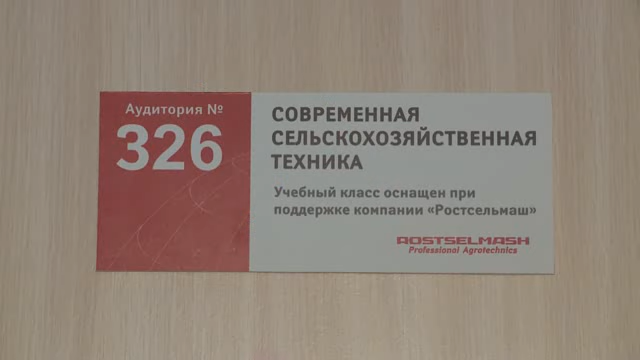 Аудитория №
326
СОВРЕМЕННАЯ
СЕЛЬСКОХОЗЯЙСТВЕННАЯ
ТЕХНИКА
Учебный класс оснащен при
поддержке компании «Ростсельмаш»
ROSTSELMASH
Professional Agrotechnics